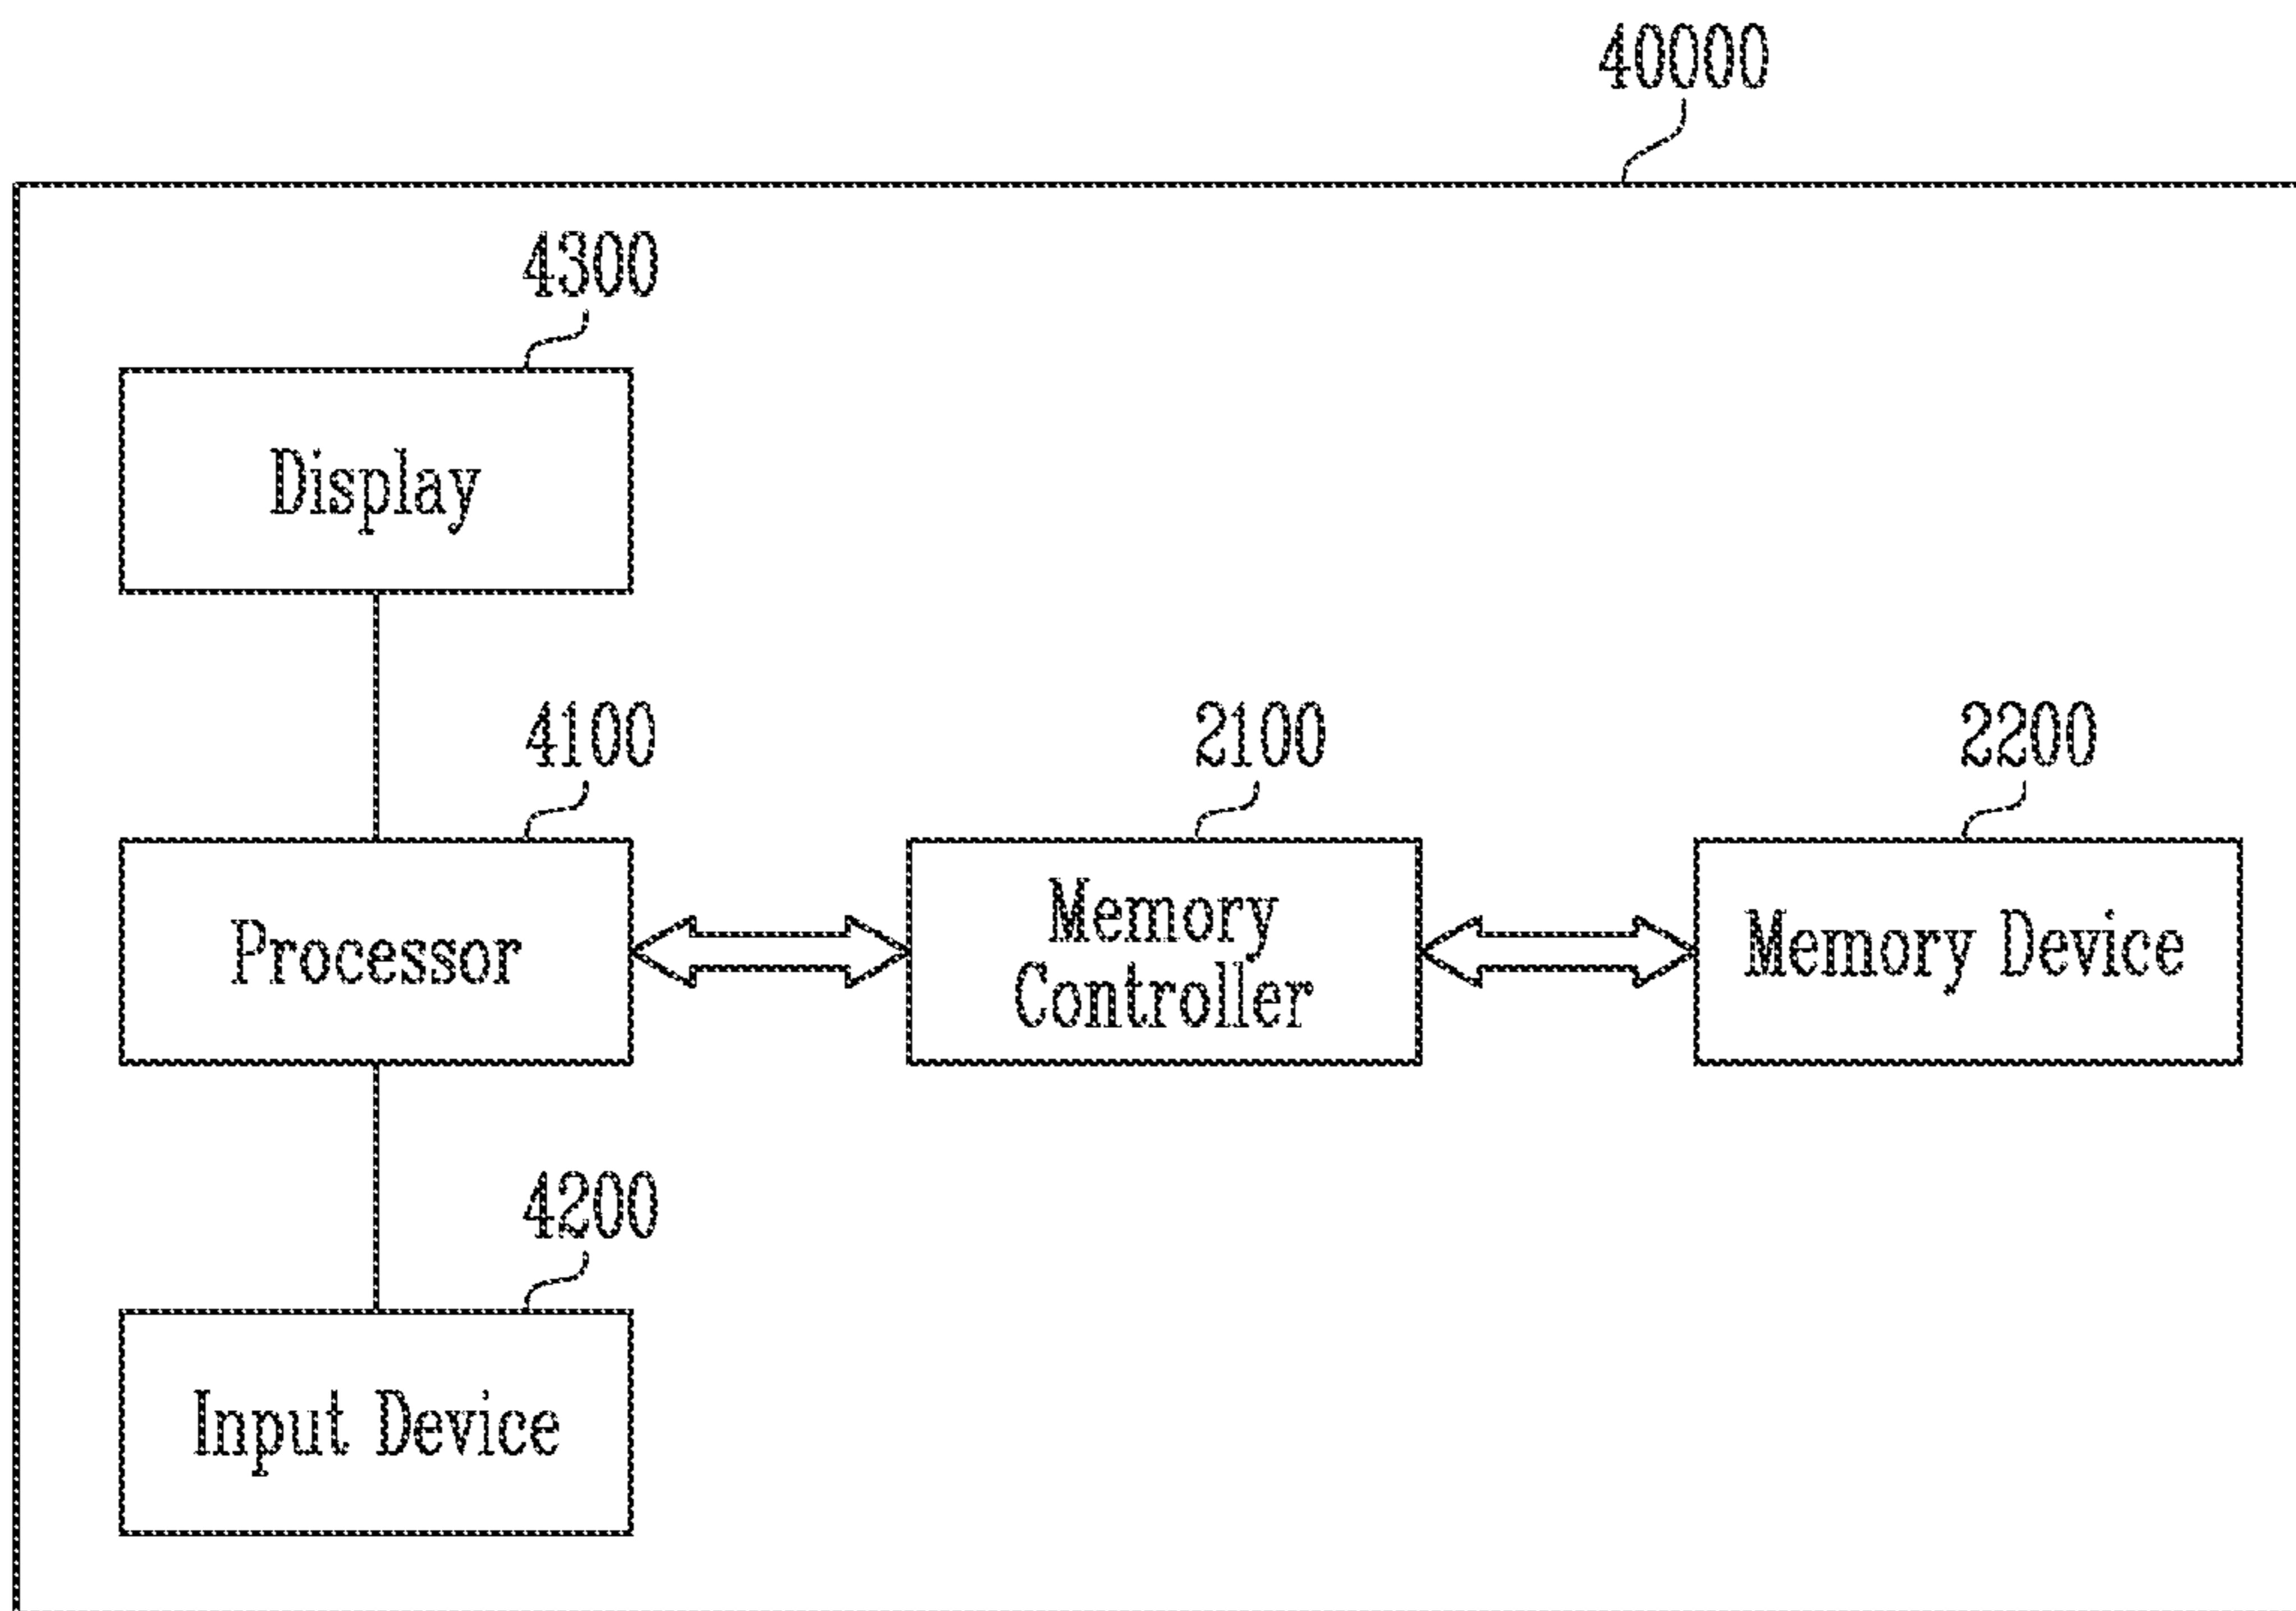 40000
4300
Display
4100
2100
2200
Processor
Memory
Controller
Memory Device
4200
Input Device